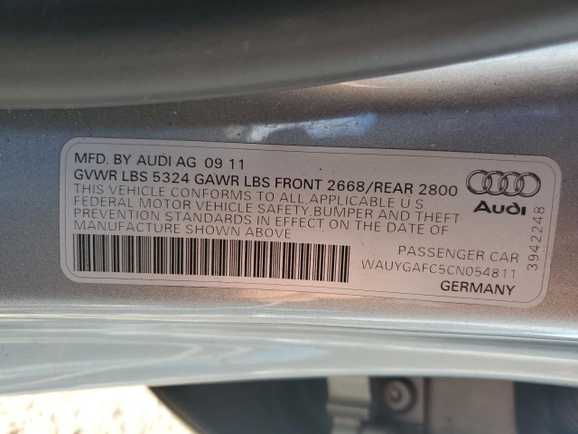 MFD. BY AUDI AG 09 11
GVWR LBS 5324 GAWR LBS FRONT 2668/REAR 2800
THIS VEHICLE CONFORMS TO ALL APPLICABLE U S
FEDERAL MOTOR VEHICLE SAFETY,BUMPER AND THEFT
PREVENTION STANDARDS IN EFFECT ON THE DATE OF
MANUFACTURE SHOWN ABOVE
Audi
3942248
PASSENGER CAR
WAUYGAFC5CN054811
GERMANY